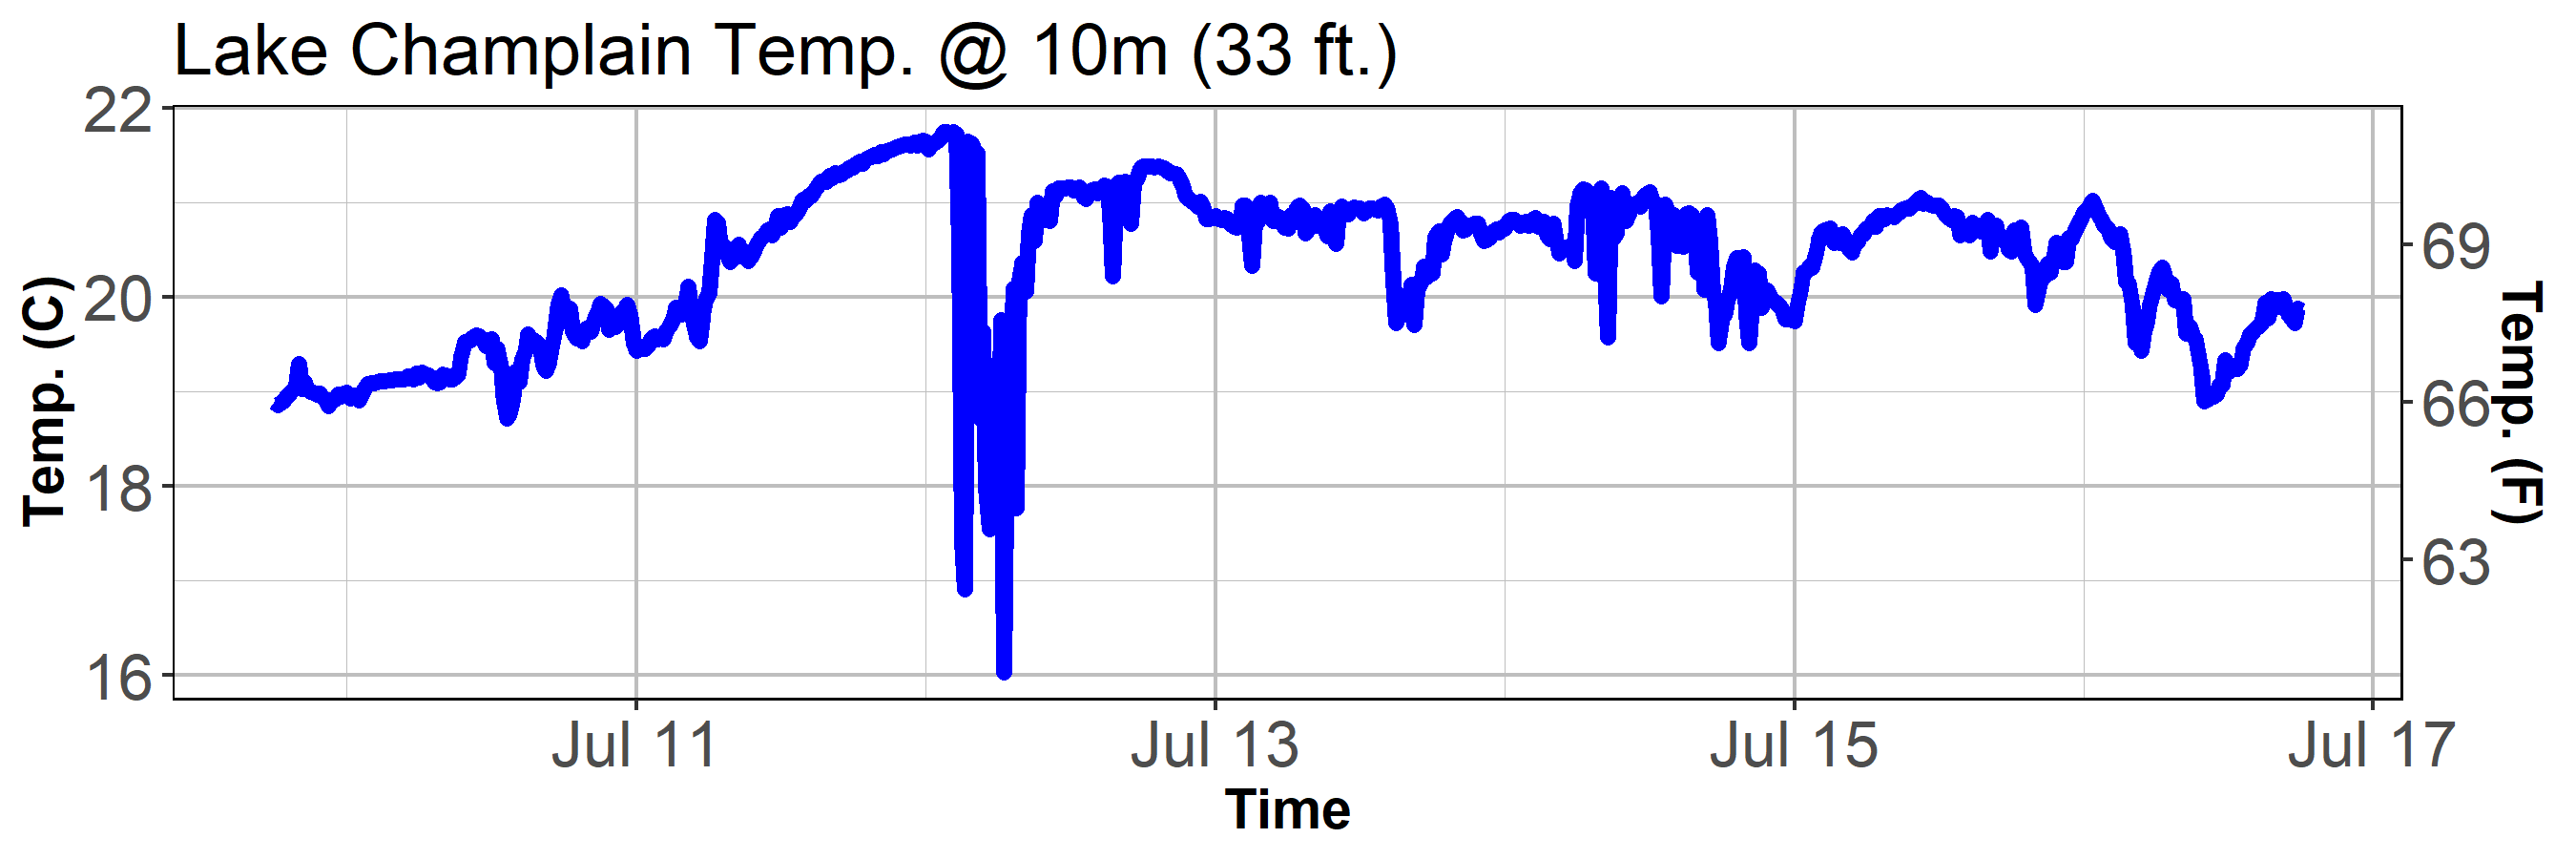 Lake Champlain Temp. @ 10m (33 ft.)
22
20
18
16
Temp. (C)
69
66
63
Temp. (F)
Jul 11
Jul 13
Jul 15
Jul 17
Time